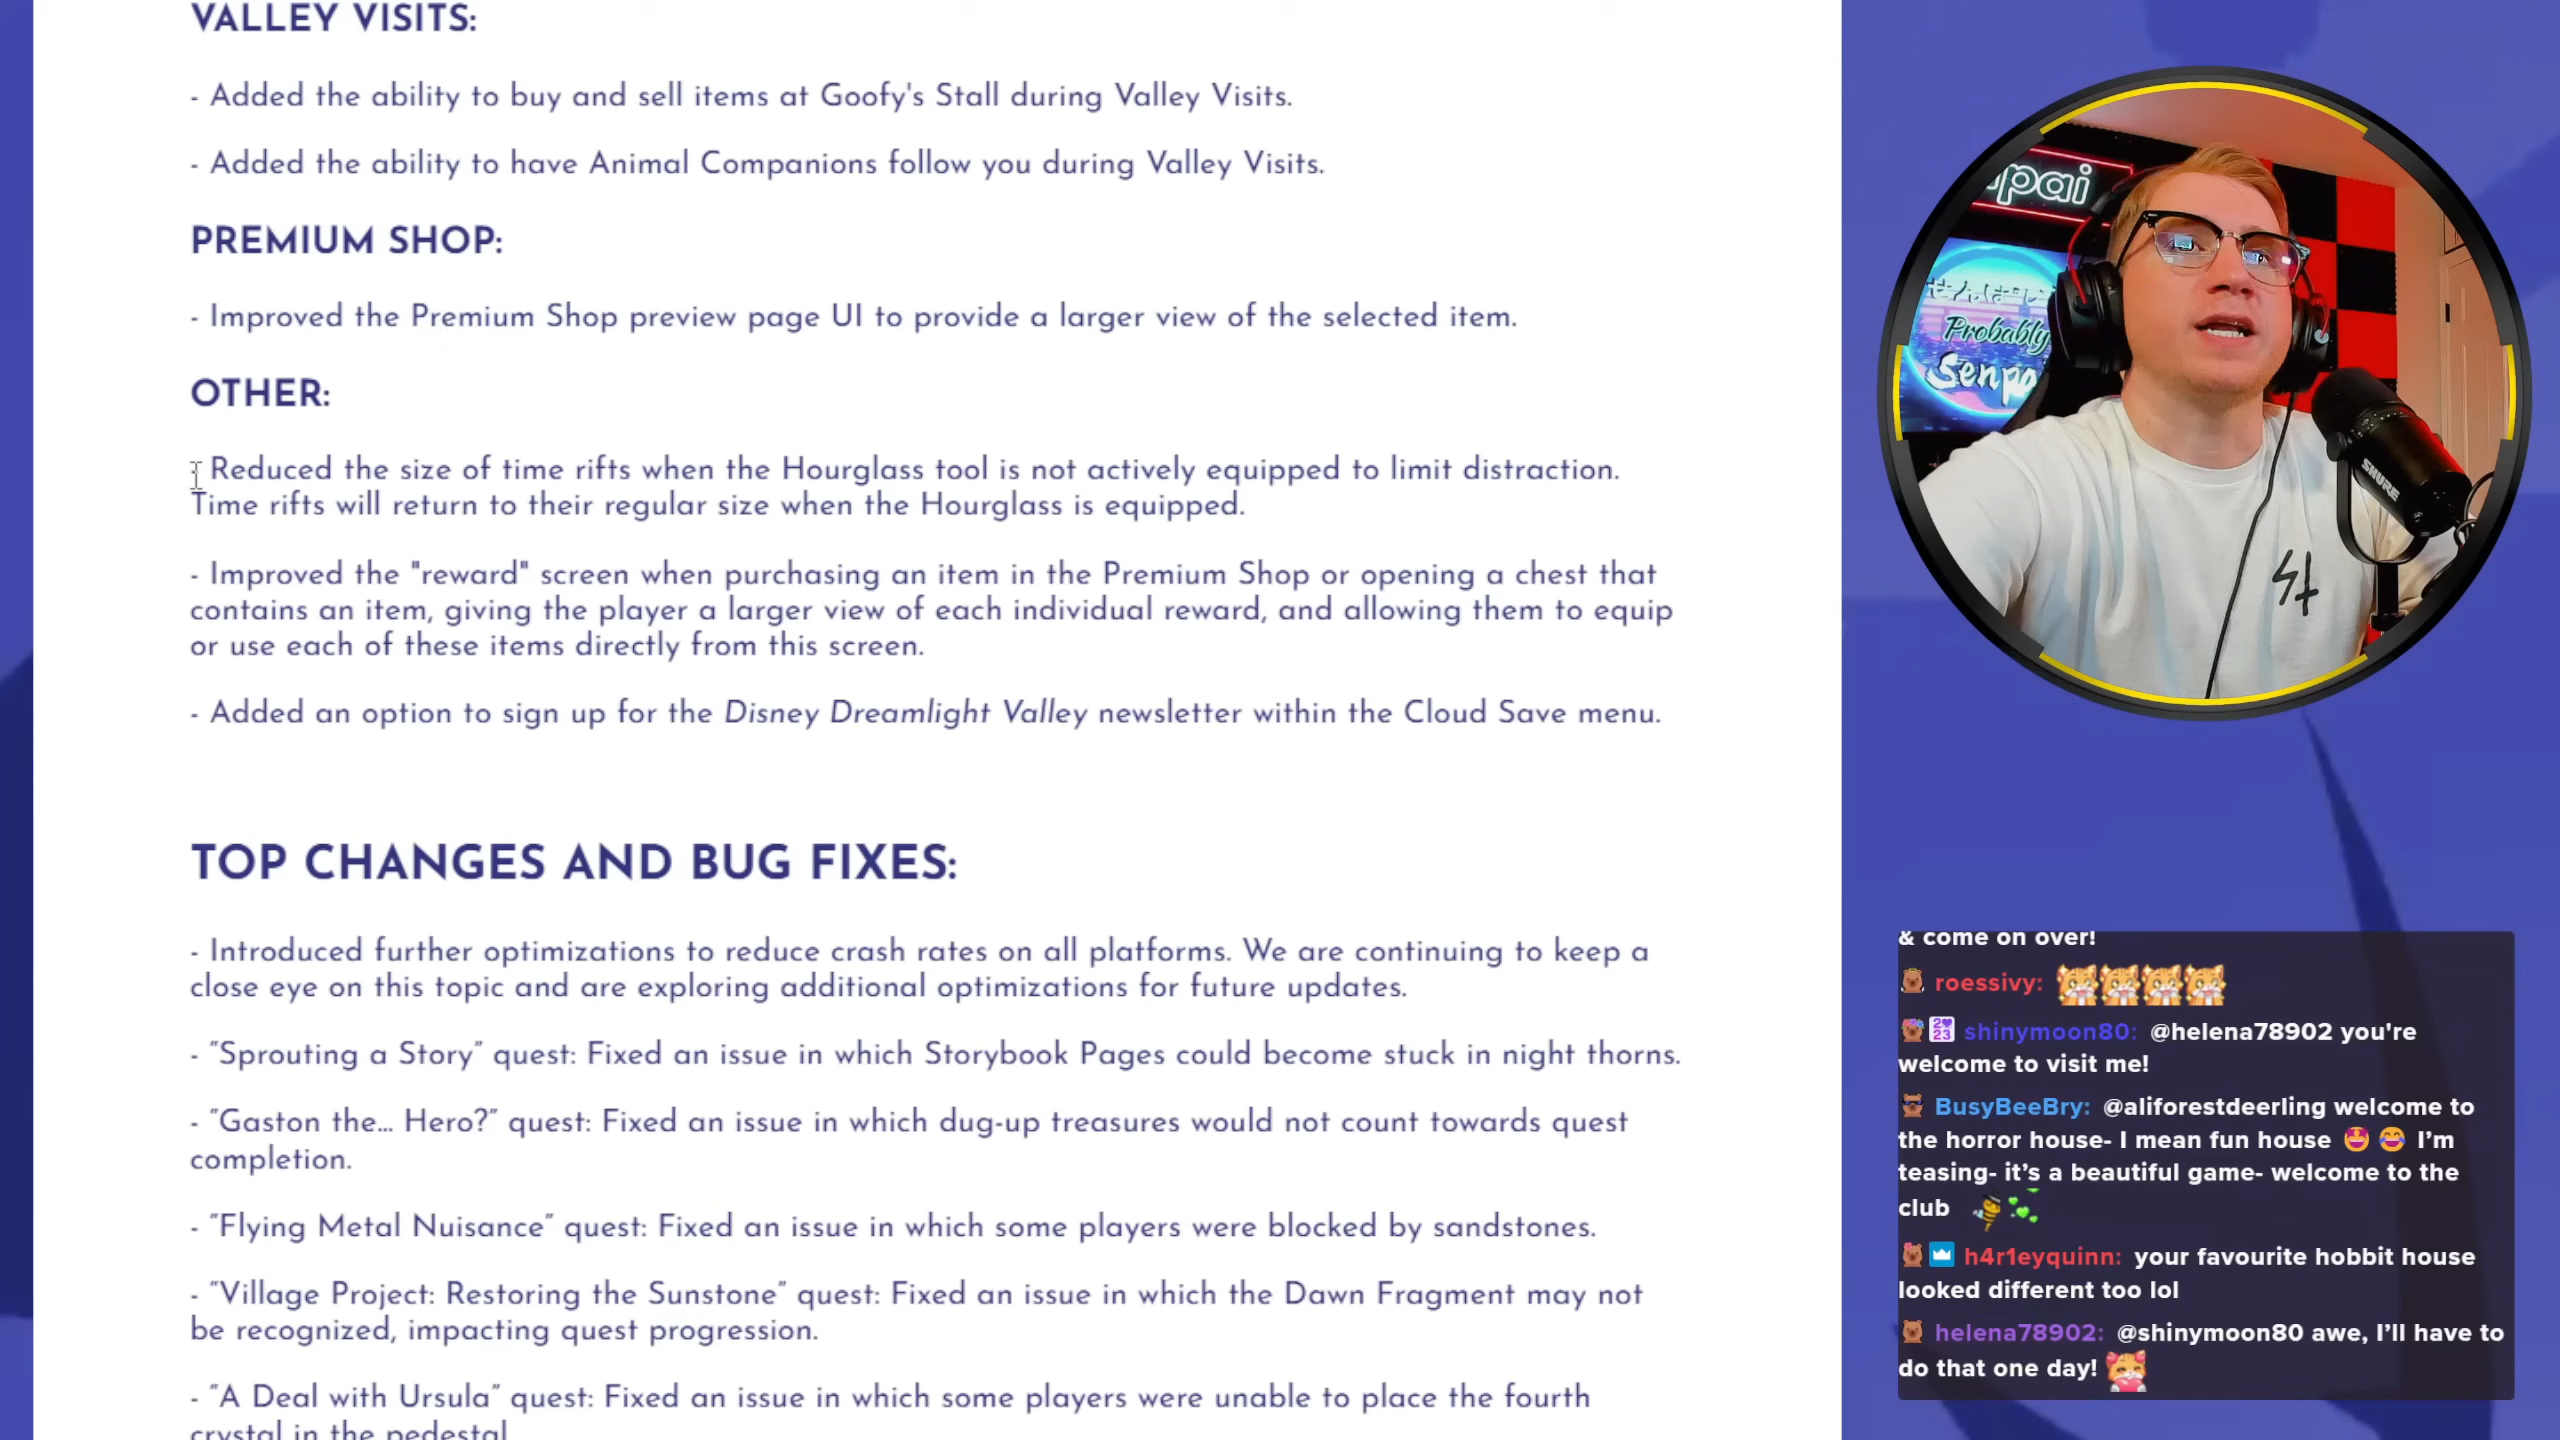 VALLEY VISITS:
- Added the ability to buy and sell items at Goofy's Stall during Valley Visits.
- Added the ability to have Animal Companions follow you during Valley Visits.
PREMIUM SHOP:
- Improved the Premium Shop preview page UI to provide a larger view of the selected item.
OTHER:
- Reduced the size of time rifts when the Hourglass tool is not actively equipped to limit distraction.
Time rifts will return to their regular size when the Hourglass is equipped.
- Improved the "reward" screen when purchasing an item in the Premium Shop or opening a chest that
contains an item, giving the player a larger view of each individual reward, and allowing them to equip
or use each of these items directly from this screen.
- Added an option to sign up for the Disney Dreamlight Valley newsletter within the Cloud Save menu.
TOP CHANGES AND BUG FIXES:
- Introduced further optimizations to reduce crash rates on all platforms. We are continuing to keep a
close eye on this topic and are exploring additional optimizations for future updates.
- “Sprouting a Story” quest: Fixed an issue in which Storybook Pages could become stuck in night thorns.
- “Gaston the... Hero?” quest: Fixed an issue in which dug-up treasures would not count towards quest
completion.
- “Flying Metal Nuisance” quest: Fixed an issue in which some players were blocked by sandstones.
- “Village Project: Restoring the Sunstone” quest: Fixed an issue in which the Dawn Fragment may not
be recognized, impacting quest progression.
- “A Deal with Ursula” quest: Fixed an issue in which some players were unable to place the fourth
crystal in the pedestal
pai
Probably
Senpa
SHURE
& come on over!
roessivy:
2023 shinymoon80: @helena78902 you're
welcome to visit me!
BusyBeeBry: @aliforestdeerling welcome to
the horror house- I mean fun house 🤩 😂 I’m
teasing- it’s a beautiful game- welcome to the
club
h4r1eyquinn: your favourite hobbit house
looked different too lol
helena78902: @shinymoon80 awe, I’ll have to
do that one day!